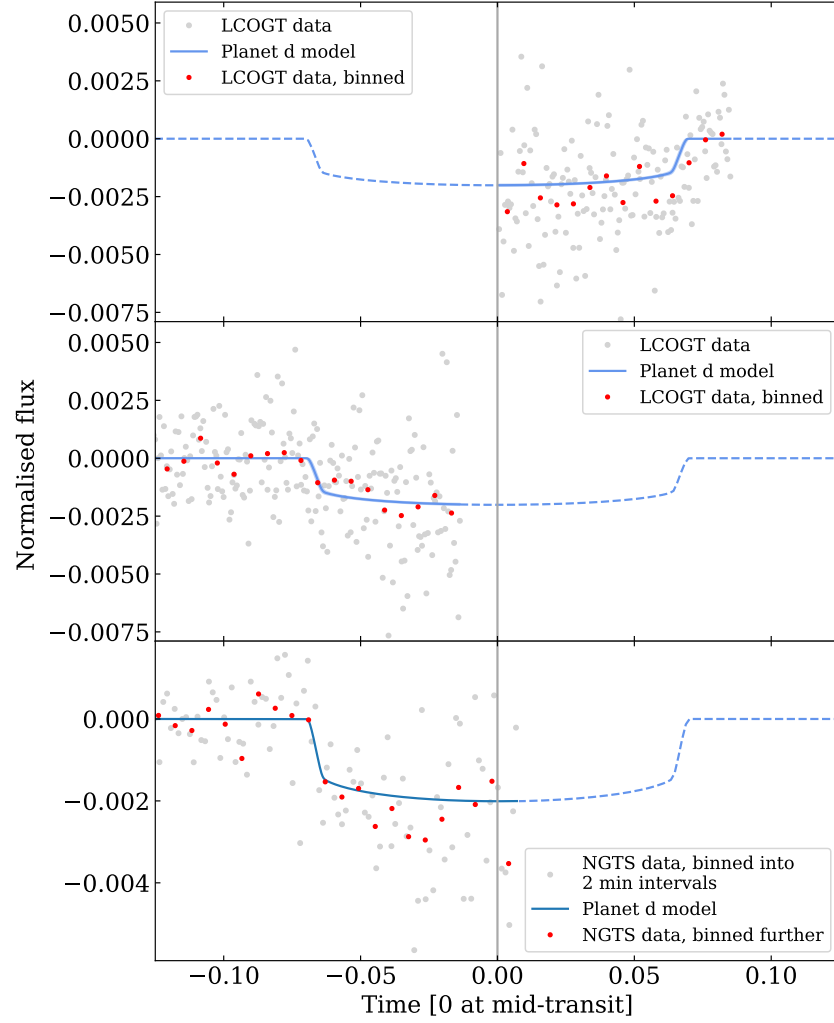 0.0050
0.0025
0.0000
−0.0025
−0.0050
−0.0075
LCOGT data
Planet d model
LCOGT data, binned
0.0050
0.0025
0.0000
−0.0025
−0.0050
−0.0075
LCOGT data
Planet d model
LCOGT data, binned
Normalised flux
0.000
−0.002
−0.004
NGTS data, binned into
2 min intervals
Planet d model
NGTS data, binned further
−0.10
−0.05
0.00
0.05
0.10
Time [0 at mid-transit]